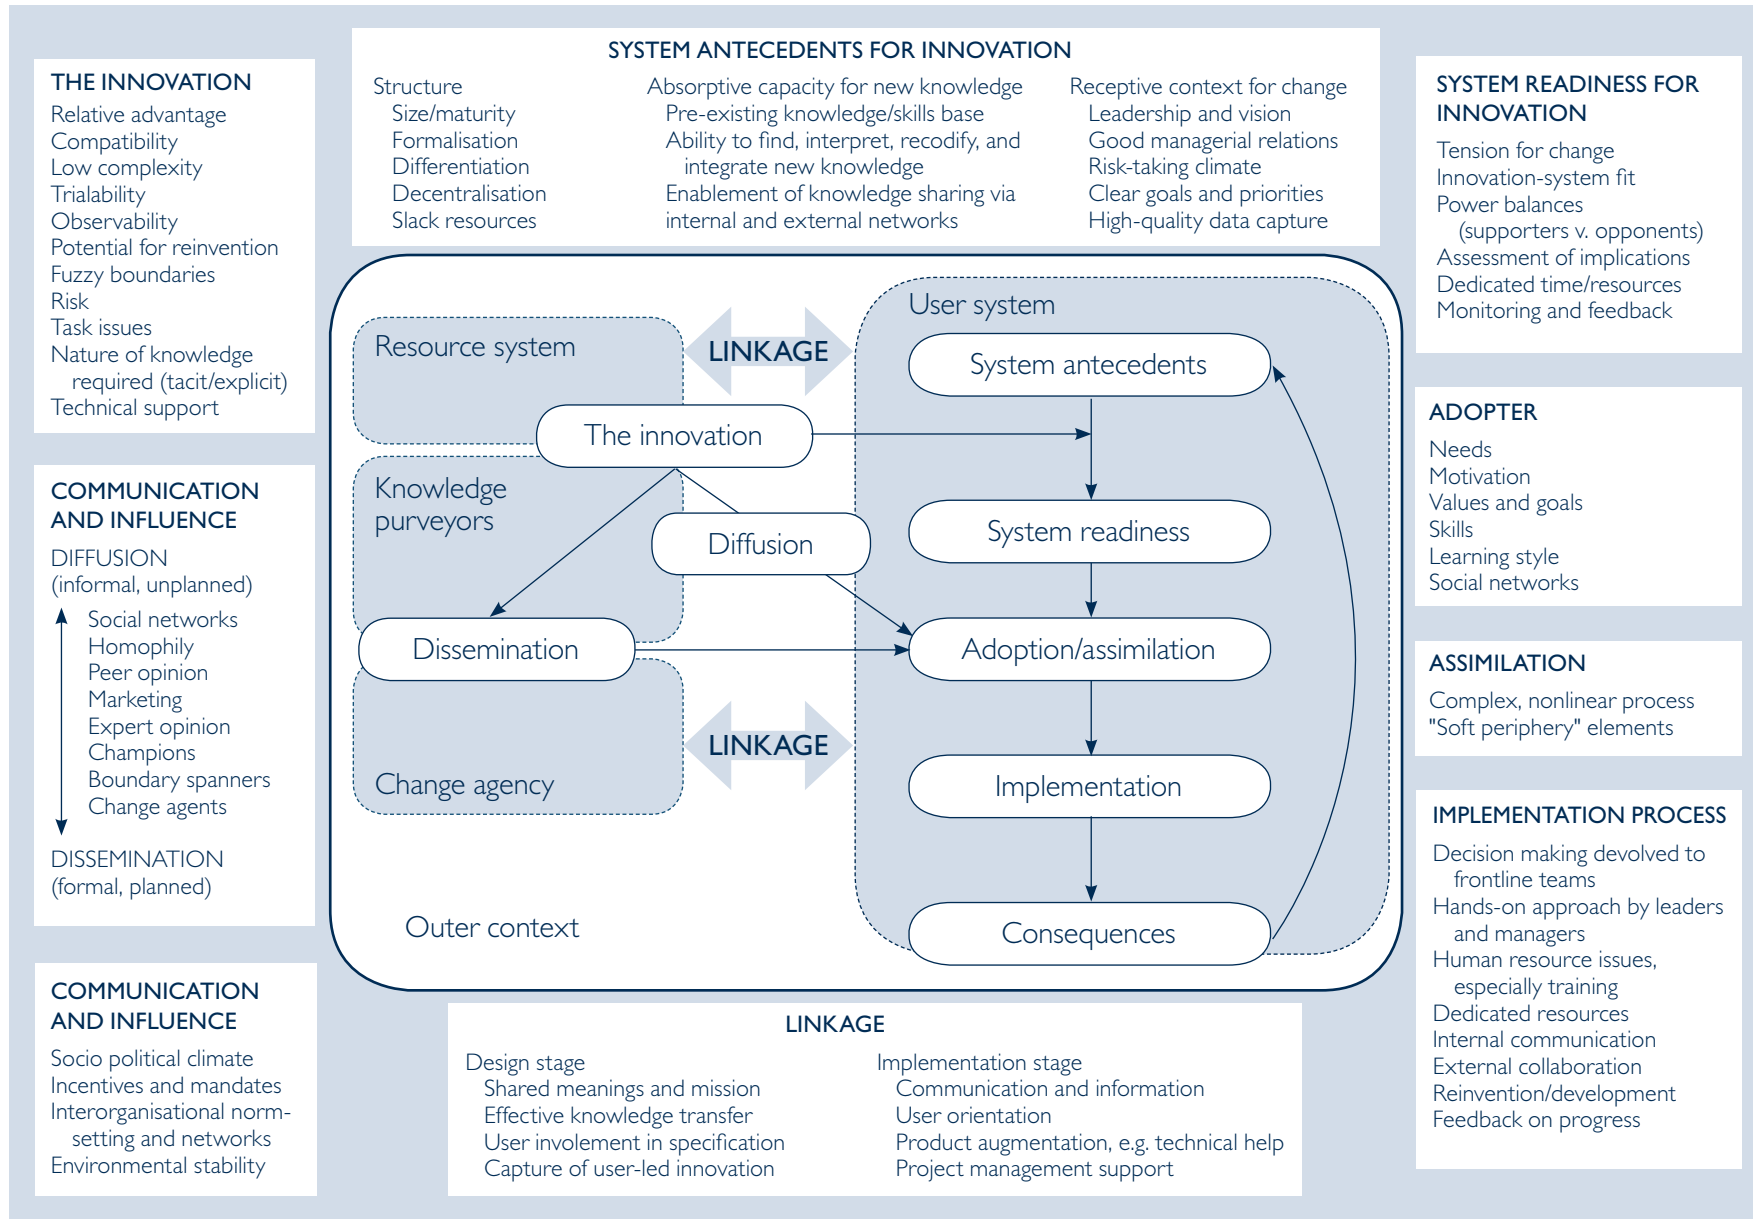 SYSTEM ANTECEDENTS FOR INNOVATION
Structure
Size/maturity
Formalisation
Differentiation
Decentralisation
Slack resources
Absorptive capacity for new knowledge
Pre-existing knowledge/skills base
Ability to find, interpret, recodify, and
integrate new knowledge
Enablement of knowledge sharing via
internal and external networks
Receptive context for change
Leadership and vision
Good managerial relations
Risk-taking climate
Clear goals and priorities
High-quality data capture
THE INNOVATION
Relative advantage
Compatibility
Low complexity
Trialability
Observability
Potential for reinvention
Fuzzy boundaries
Risk
Task issues
Nature of knowledge
required (tacit/explicit)
Technical support
COMMUNICATION
AND INFLUENCE
DIFFUSION
(informal, unplanned)
Social networks
Homophily
Peer opinion
Marketing
Expert opinion
Champions
Boundary spanners
Change agents
DISSEMINATION
(formal, planned)
COMMUNICATION
AND INFLUENCE
Socio political climate
Incentives and mandates
Interorganisational norm-
setting and networks
Environmental stability
Resource system
LINKAGE
The innovation
Knowledge
purveyors
Diffusion
Dissemination
LINKAGE
Change agency
Outer context
User system
System antecedents
System readiness
Adoption/assimilation
Implementation
Consequences
LINKAGE
Design stage
Shared meanings and mission
Effective knowledge transfer
User involement in specification
Capture of user-led innovation
Implementation stage
Communication and information
User orientation
Product augmentation, e.g. technical help
Project management support
SYSTEM READINESS FOR
INNOVATION
Tension for change
Innovation-system fit
Power balances
(supporters v. opponents)
Assessment of implications
Dedicated time/resources
Monitoring and feedback
ADOPTER
Needs
Motivation
Values and goals
Skills
Learning style
Social networks
ASSIMILATION
Complex, nonlinear process
"Soft periphery" elements
IMPLEMENTATION PROCESS
Decision making devolved to
frontline teams
Hands-on approach by leaders
and managers
Human resource issues,
especially training
Dedicated resources
Internal communication
External collaboration
Reinvention/development
Feedback on progress